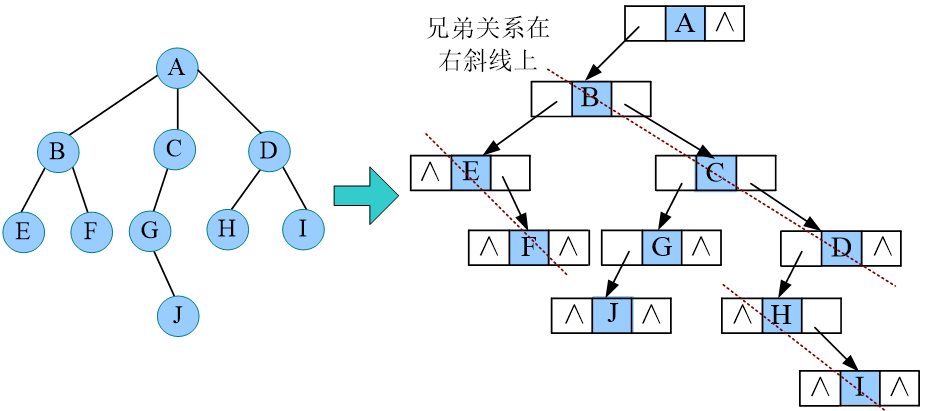 兄弟关系在
右斜线上
A
B C D
E F G H I
J
∧ A ∧
B
∧ E
C
∧ F ∧
G ∧
D ∧
∧ J ∧
∧ H
∧ I ∧